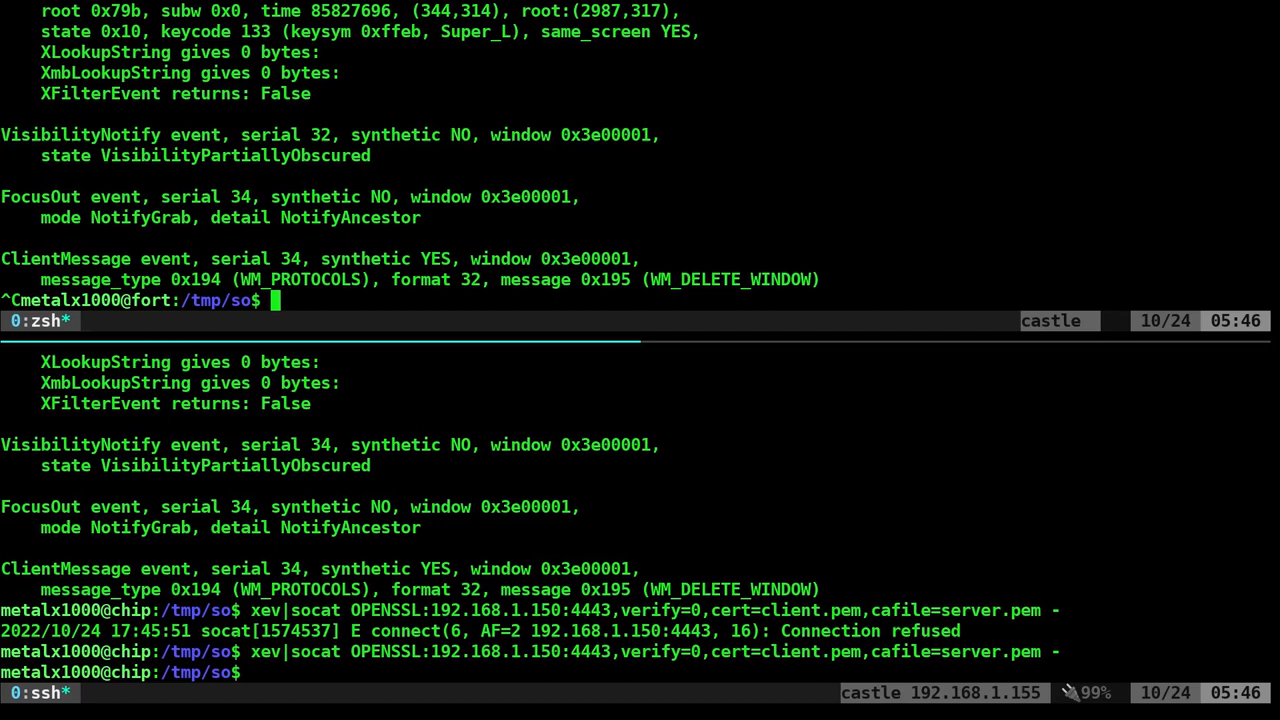 root 0x79b, subw 0x0, time 85827696, (344,314), root:(2987,317),
    state 0x10, keycode 133 (keysym 0xffeb, Super_L), same_screen YES,
    XLookupString gives 0 bytes:
    XmbLookupString gives 0 bytes:
    XFilterEvent returns: False
VisibilityNotify event, serial 32, synthetic NO, window 0x3e00001,
    state VisibilityPartiallyObscured
FocusOut event, serial 34, synthetic NO, window 0x3e00001,
    mode NotifyGrab, detail NotifyAncestor
ClientMessage event, serial 34, synthetic YES, window 0x3e00001,
    message_type 0x194 (WM_PROTOCOLS), format 32, message 0x195 (WM_DELETE_WINDOW)
^Cmetalx1000@fort:/tmp/so$
0:zsh* castle 10/24 05:46
    XLookupString gives 0 bytes:
    XmbLookupString gives 0 bytes:
    XFilterEvent returns: False
VisibilityNotify event, serial 34, synthetic NO, window 0x3e00001,
    state VisibilityPartiallyObscured
FocusOut event, serial 34, synthetic NO, window 0x3e00001,
    mode NotifyGrab, detail NotifyAncestor
ClientMessage event, serial 34, synthetic YES, window 0x3e00001,
    message_type 0x194 (WM_PROTOCOLS), format 32, message 0x195 (WM_DELETE_WINDOW)
metalx1000@chip:/tmp/so$ xev|socat OPENSSL:192.168.1.150:4443,verify=0,cert=client.pem,cafile=server.pem -
2022/10/24 17:45:51 socat[1574537] E connect(6, AF=2 192.168.1.150:4443, 16): Connection refused
metalx1000@chip:/tmp/so$ xev|socat OPENSSL:192.168.1.150:4443,verify=0,cert=client.pem,cafile=server.pem -
metalx1000@chip:/tmp/so$
0:ssh* castle 192.168.1.155 🔌99% 10/24 05:46